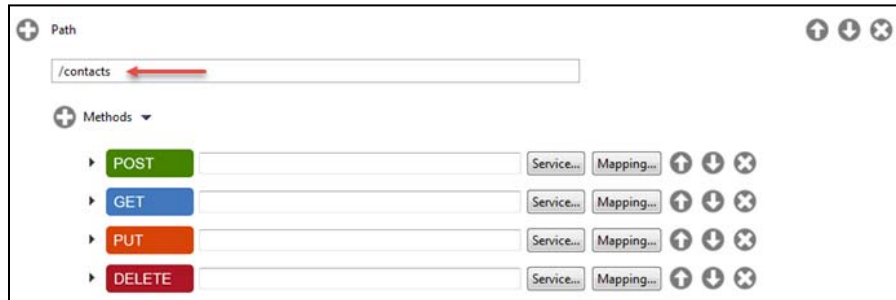 Path
/contacts
Methods
POST Service... Mapping...
GET Service... Mapping...
PUT Service... Mapping...
DELETE Service... Mapping...